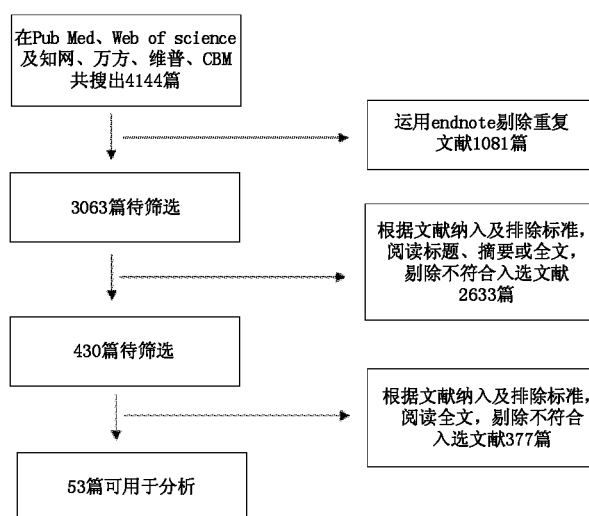 在Pub Med、Web of science
及知网、万方、维普、CBM
共搜出4144篇
运用endnote剔除重复
文献1081篇
3063篇待筛选
根据文献纳入及排除标准，
阅读标题、摘要或全文，
剔除不符合入选文献
2633篇
430篇待筛选
根据文献纳入及排除标准，
阅读全文，剔除不符合
入选文献377篇
53篇可用于分析